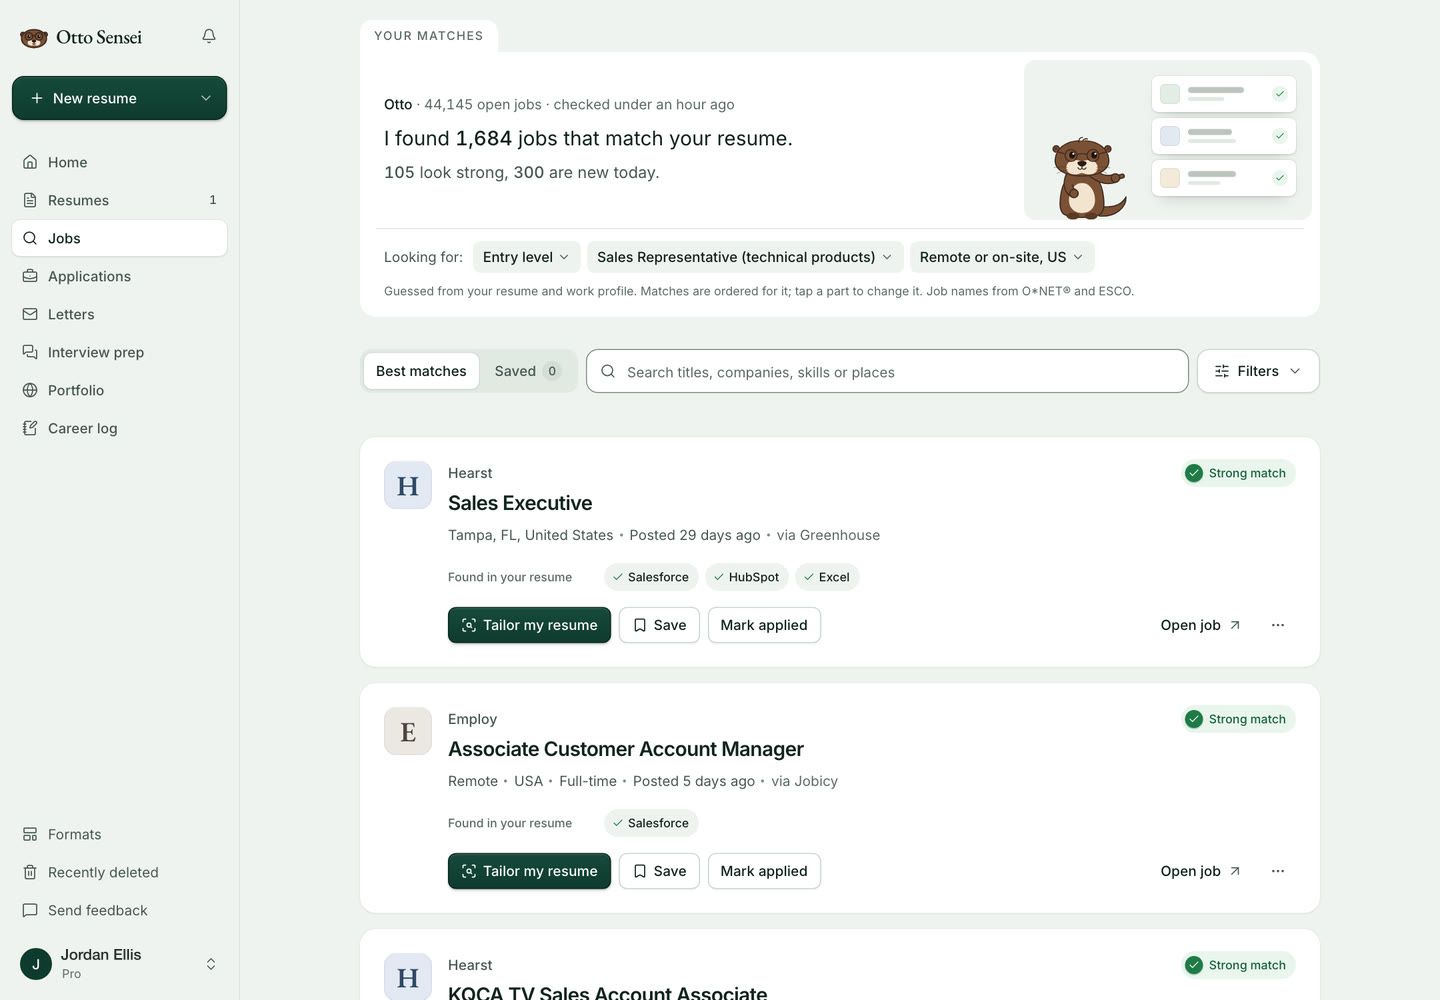 Otto Sensei
New resume
Home
Resumes 1
Jobs
Applications
Letters
Interview prep
Portfolio
Career log
Formats
Recently deleted
Send feedback
J
Jordan Ellis
Pro
YOUR MATCHES
Otto · 44,145 open jobs · checked under an hour ago
I found 1,684 jobs that match your resume.
105 look strong, 300 are new today.
Looking for: Entry level Sales Representative (technical products) Remote or on-site, US
Guessed from your resume and work profile. Matches are ordered for it; tap a part to change it. Job names from O*NET® and ESCO.
Best matches Saved 0 Search titles, companies, skills or places Filters
H
Hearst Strong match
Sales Executive
Tampa, FL, United States • Posted 29 days ago • via Greenhouse
Found in your resume Salesforce HubSpot Excel
Tailor my resume Save Mark applied Open job
E
Employ Strong match
Associate Customer Account Manager
Remote • USA • Full-time • Posted 5 days ago • via Jobicy
Found in your resume Salesforce
Tailor my resume Save Mark applied Open job
H
Hearst Strong match
KQCA TV Sales Account Associate